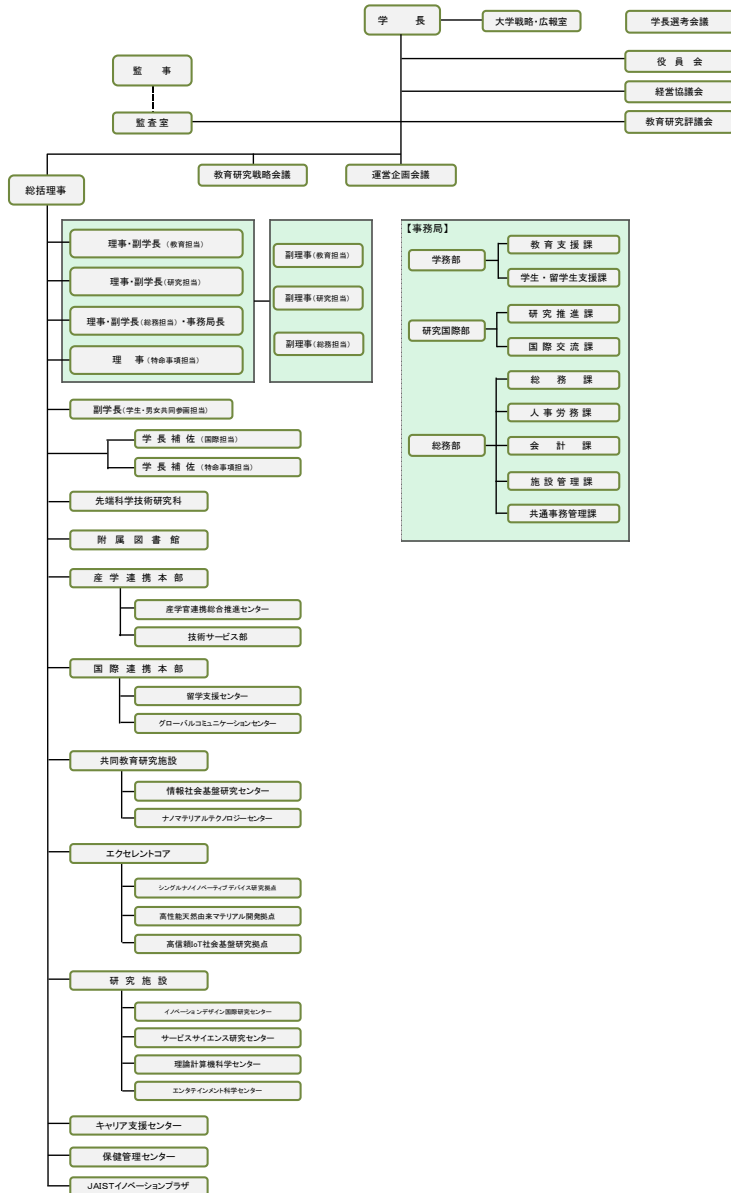 学　長
大学戦略・広報室
学長選考会議
役 員 会
監　事
経営協議会
監査室
教育研究評議会
教育研究戦略会議
運営企画会議
総括理事
理事・副学長（教育担当）
理事・副学長（研究担当）
理事・副学長（総務担当）・事務局長
理　事（特命事項担当）
副理事（教育担当）
副理事（研究担当）
副理事（総務担当）
【事務局】
学務部
教 育 支 援 課
学生・留学生支援課
研究国際部
研 究 推 進 課
国 際 交 流 課
総務部
総　務　課
人 事 労 務 課
会　計　課
施 設 管 理 課
共通事務管理課
副学長（学生・男女共同参画担当）
学 長 補 佐（国際担当）
学 長 補 佐（特命事項担当）
先端科学技術研究科
附 属 図 書 館
産 学 連 携 本 部
産学官連携総合推進センター
技術サービス部
国 際 連 携 本 部
留学支援センター
グローバルコミュニケーションセンター
共同教育研究施設
情報社会基盤研究センター
ナノマテリアルテクノロジーセンター
エクセレントコア
シングルナノイノベーティブデバイス研究拠点
高性能天然由来マテリアル開発拠点
高信頼IoT社会基盤研究拠点
研 究 施 設
イノベーションデザイン国際研究センター
サービスサイエンス研究センター
理論計算機科学センター
エンタテインメント科学センター
キャリア支援センター
保健管理センター
JAISTイノベーションプラザ